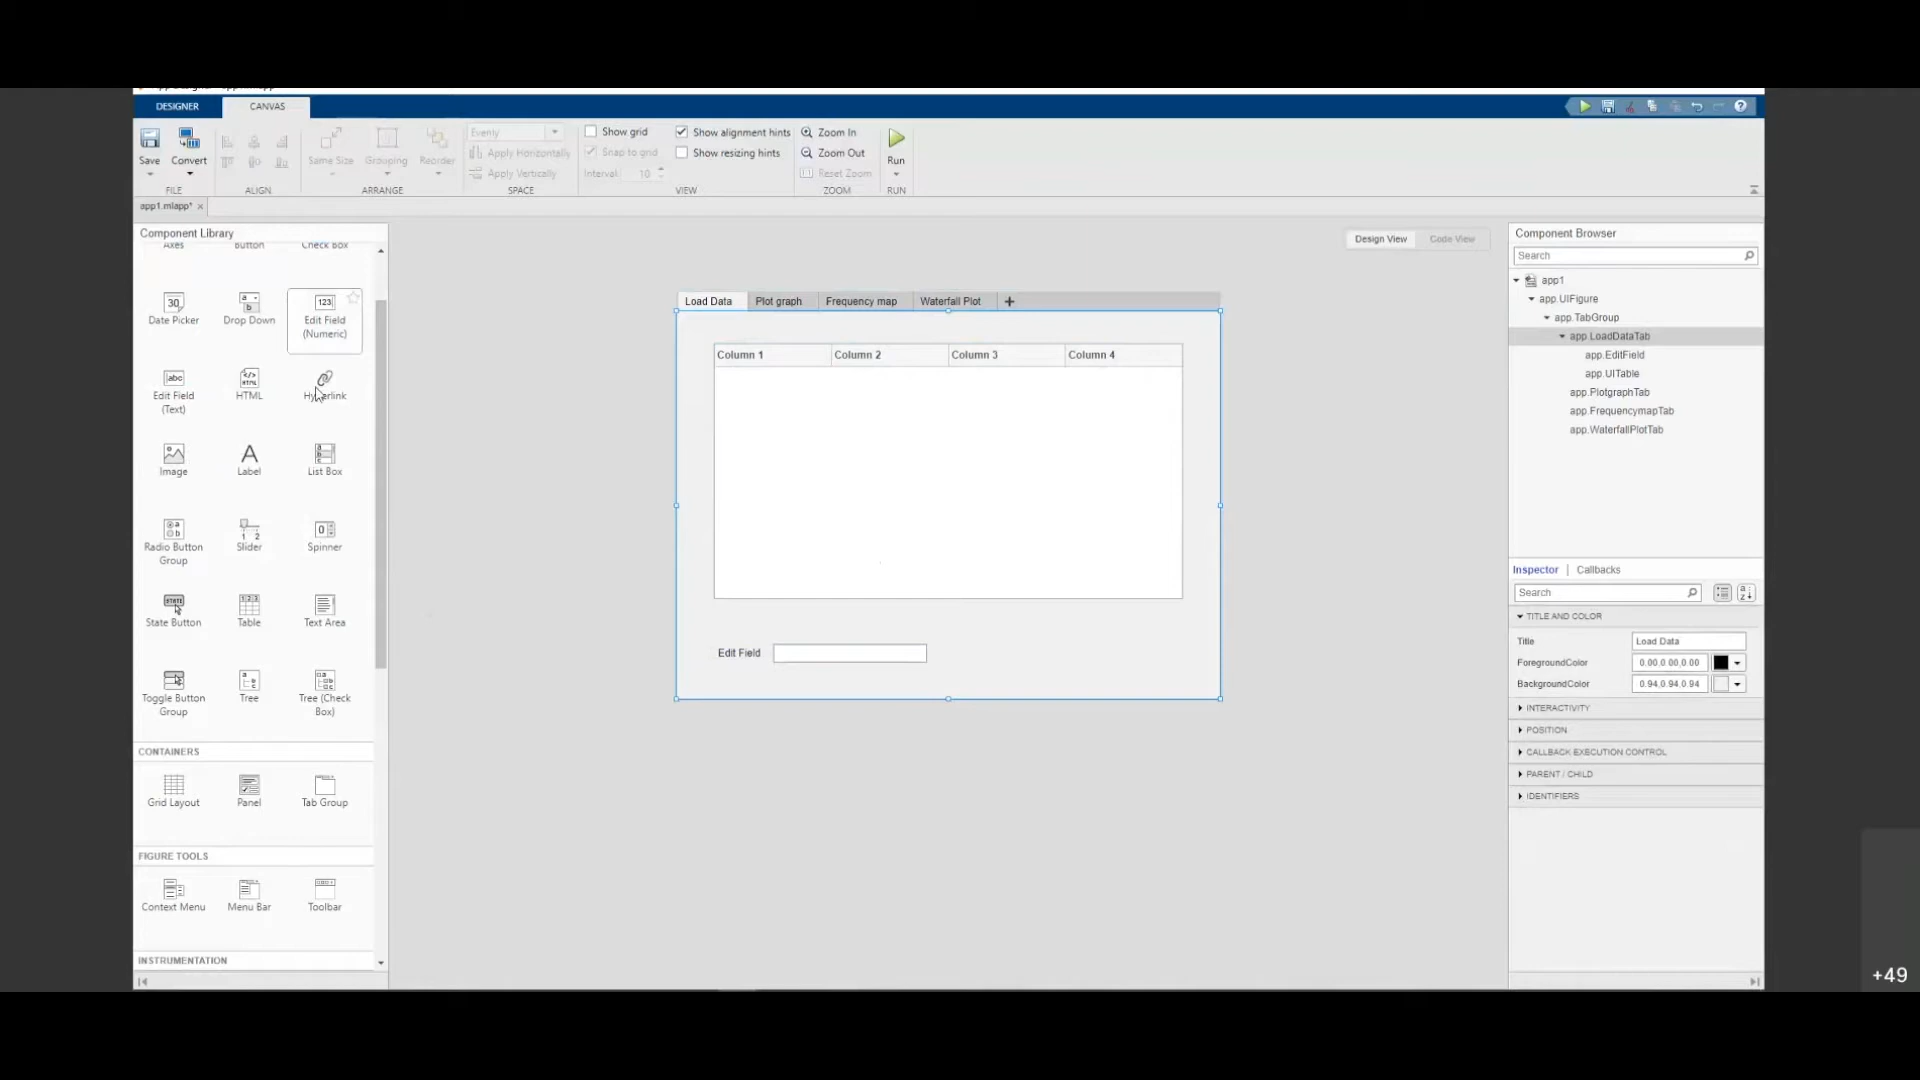 DESIGNER CANVAS
Save Convert Same Size Grouping Reorder Evenly Apply Horizontally Apply Vertically Show grid Snap to grid Interval: 10 Show alignment hints Show resizing hints Zoom In Zoom Out Reset Zoom Run
FILE ALIGN ARRANGE SPACE VIEW ZOOM RUN
app1.mlapp*
Component Library
Axes Button Check Box
30 a b 123
Date Picker Drop Down Edit Field
(Numeric)
abc HTML
Edit Field HTML Hyperlink
(Text)
Image Label List Box
Radio Button Slider Spinner
Group
STATE
State Button Table Text Area
Toggle Button Tree Tree (Check
Group Box)
CONTAINERS
Grid Layout Panel Tab Group
FIGURE TOOLS
Context Menu Menu Bar Toolbar
INSTRUMENTATION
Design View Code View
Load Data Plot graph Frequency map Waterfall Plot +
Column 1 Column 2 Column 3 Column 4
Edit Field
Component Browser
Search
app1
app.UIFigure
app.TabGroup
app.LoadDataTab
app.EditField
app.UITable
app.PlotgraphTab
app.FrequencymapTab
app.WaterfallPlotTab
Inspector | Callbacks
Search
TITLE AND COLOR
Title Load Data
ForegroundColor 0.00,0.00,0.00
BackgroundColor 0.94,0.94,0.94
INTERACTIVITY
POSITION
CALLBACK EXECUTION CONTROL
PARENT / CHILD
IDENTIFIERS
+49